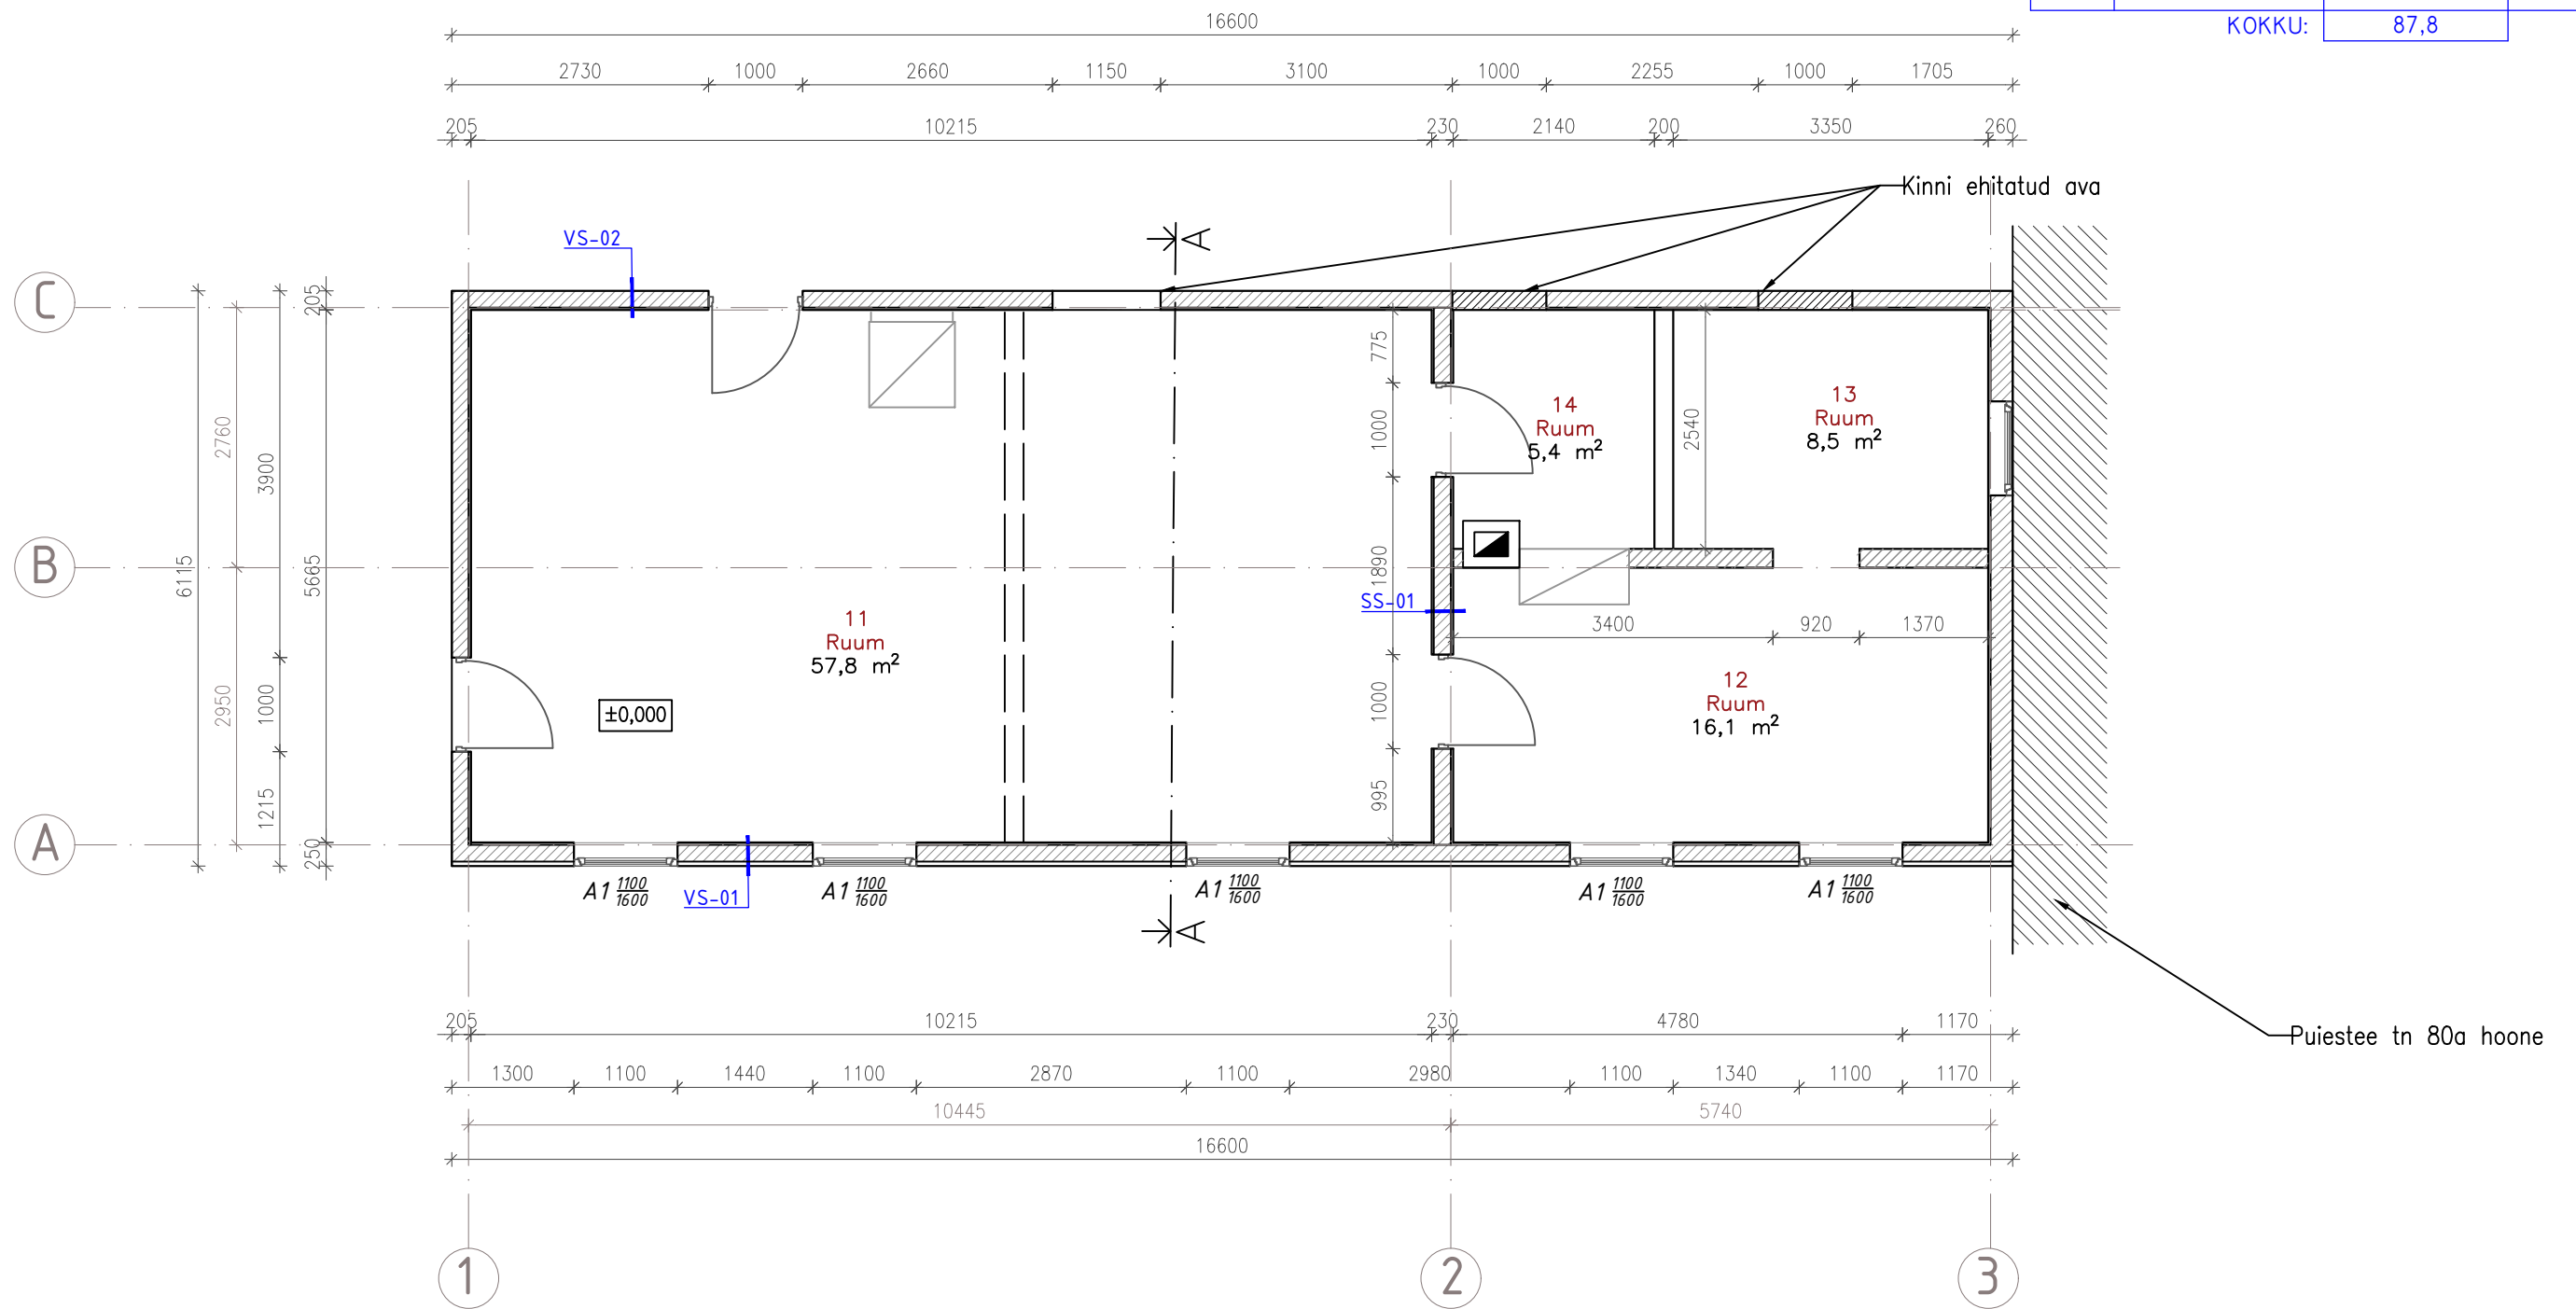 16600
KOKKU: 87,8
2730 1000 2660 1150 3100 1000 2255 1000 1705
205 10215 230 2140 200 3350 260
Kinni ehitatud ava
VS-02
A
C
205
775
2760
3900
1000
2540
14
Ruum
5,4 m²
13
Ruum
8,5 m²
B
6115
5665
1890
SS-01
11
Ruum
57,8 m²
3400 920 1370
2950
1000
±0,000
1000
12
Ruum
16,1 m²
1215
995
A
250
A1 1100/1600
VS-01
A1 1100/1600
A1 1100/1600
A1 1100/1600
A1 1100/1600
A
205 10215 230 4780 1170
Puiestee tn 80a hoone
1300 1100 1440 1100 2870 1100 2980 1100 1340 1100 1170
10445 5740
16600
1 2 3